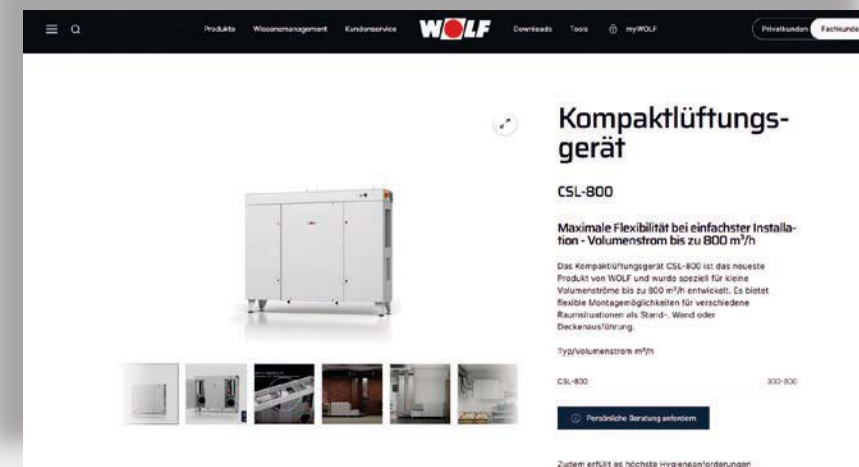 Produkte Wissensmanagement Kundenservice WOLF Downloads Tools myWOLF Privatkunden Fachkunde
Kompaktlüftungs-
gerät
CSL-800
Maximale Flexibilität bei einfachster Installa-
tion - Volumenstrom bis zu 800 m³/h
Das Kompaktlüftungsgerät CSL-800 ist das neueste
Produkt von WOLF und wurde speziell für kleine
Volumenströme bis zu 800 m³/h entwickelt. Es bietet
flexible Montagemöglichkeiten für verschiedene
Raumsituationen als Stand-, Wand oder
Deckenausführung.
Typ/Volumenstrom m³/h
CSL-800 300-800
Persönliche Beratung anfordern
Zudem erfüllt es höchste Hygieneanforderungen